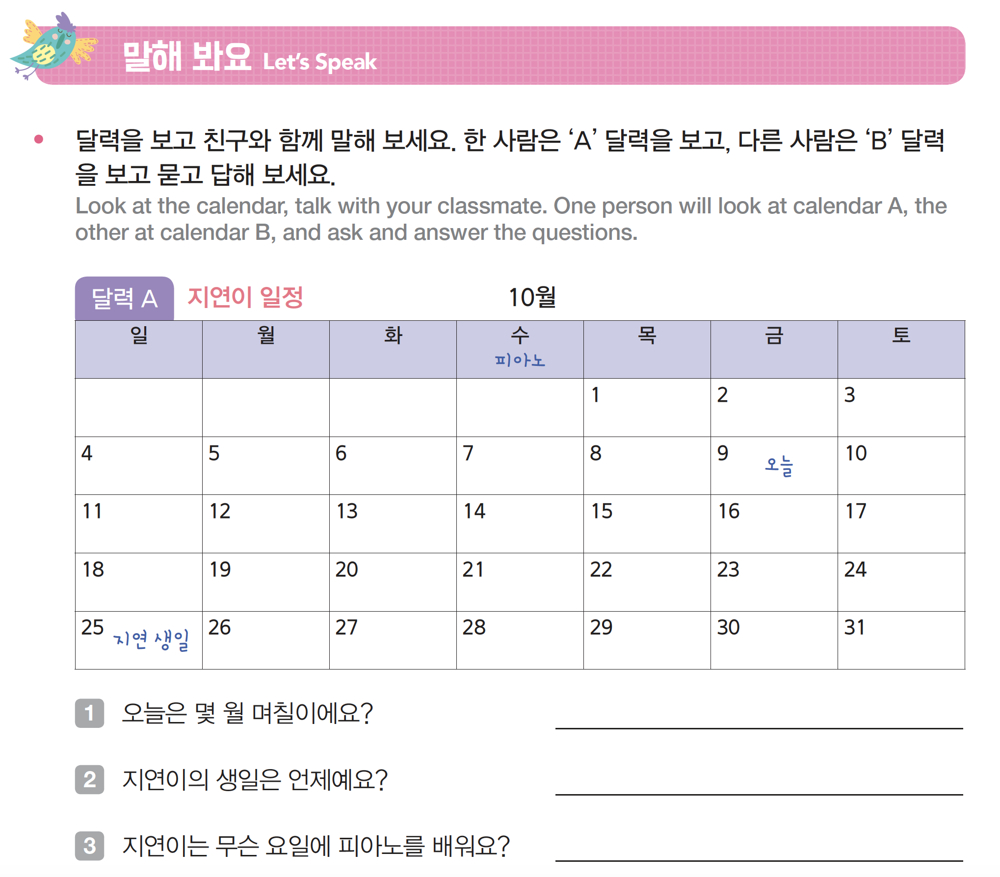 말해 봐요 Let's Speak
• 달력을 보고 친구와 함께 말해 보세요. 한 사람은 ‘A’ 달력을 보고, 다른 사람은 ‘B’ 달력
을 보고 묻고 답해 보세요.
Look at the calendar, talk with your classmate. One person will look at calendar A, the
other at calendar B, and ask and answer the questions.
달력 A 지연이 일정 10월
일 월 화 수 목 금 토
피아노
1 2 3
4 5 6 7 8 9 오늘 10
11 12 13 14 15 16 17
18 19 20 21 22 23 24
25 지연 생일 26 27 28 29 30 31
1 오늘은 몇 월 며칠이에요?
2 지연이의 생일은 언제예요?
3 지연이는 무슨 요일에 피아노를 배워요?